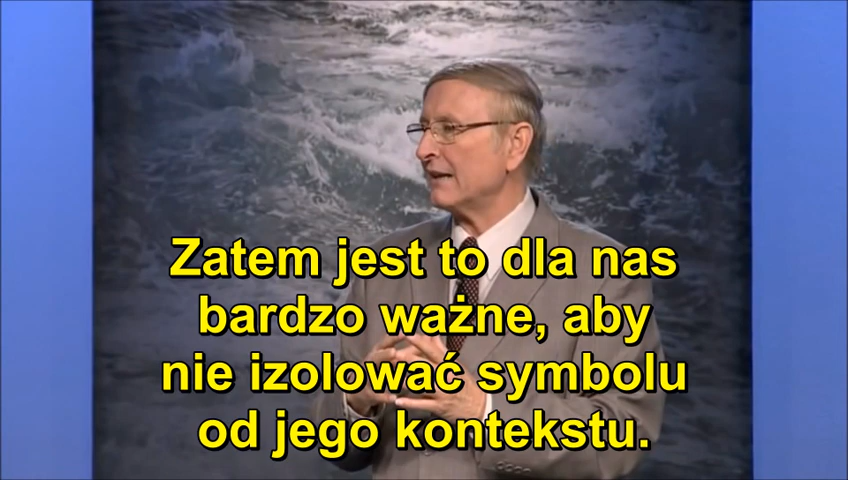 Zatem jest to dla nas
bardzo ważne, aby
nie izolować symbolu
od jego kontekstu.